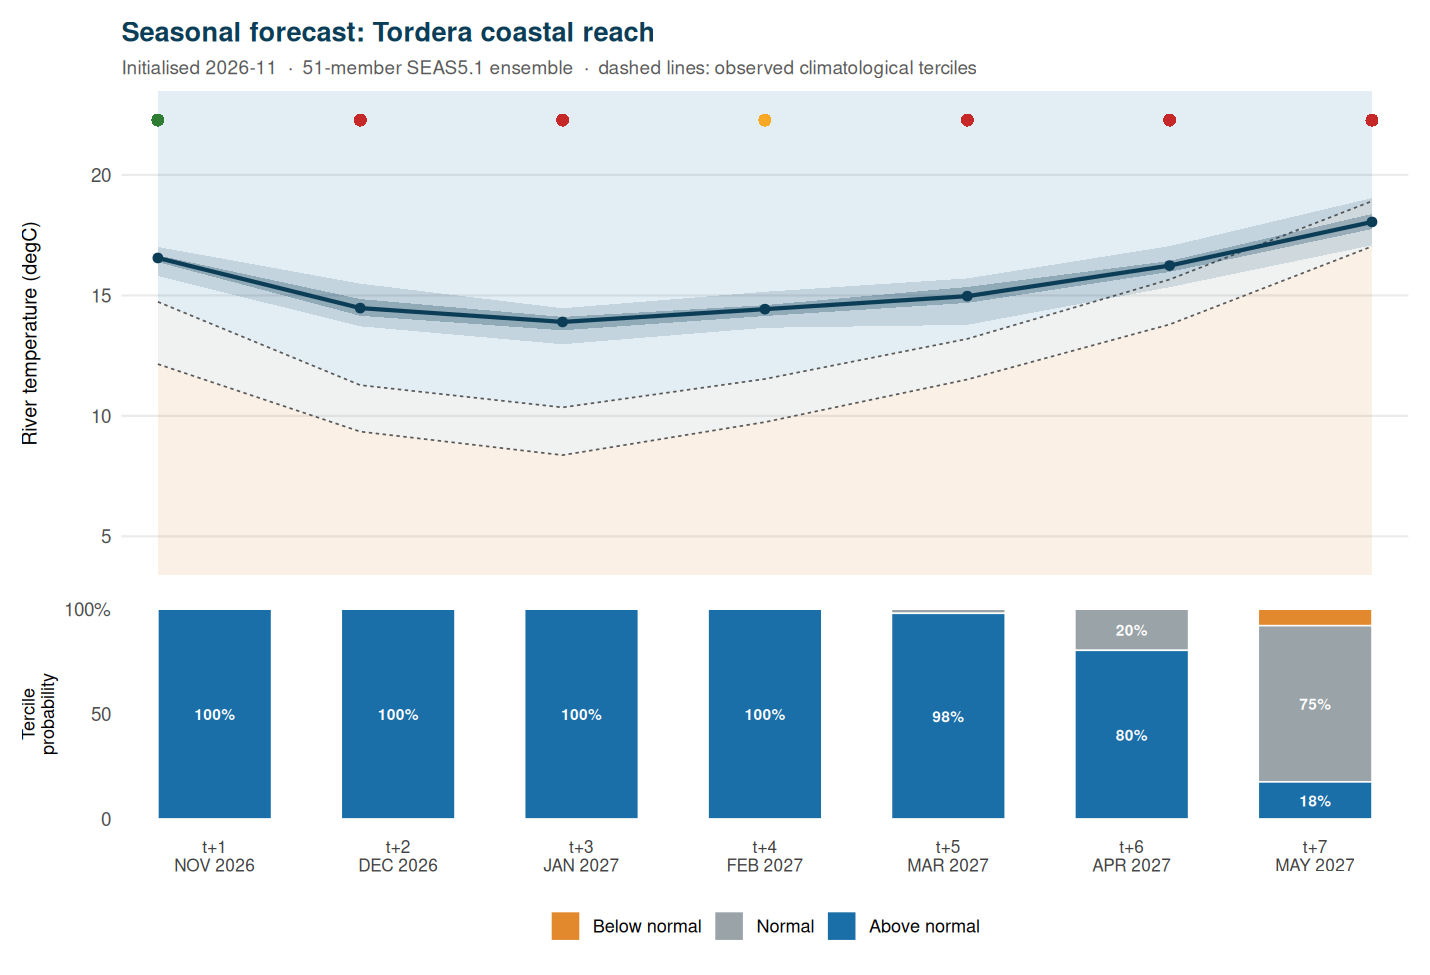 Seasonal forecast: Tordera coastal reach
Initialised 2026-11 · 51-member SEAS5.1 ensemble · dashed lines: observed climatological terciles
River temperature (degC)
20
15
10
5
Tercile
probability
100%
50
0
100%
100%
100%
100%
98%
20%
80%
75%
18%
t+1
NOV 2026
t+2
DEC 2026
t+3
JAN 2027
t+4
FEB 2027
t+5
MAR 2027
t+6
APR 2027
t+7
MAY 2027
Below normal
Normal
Above normal